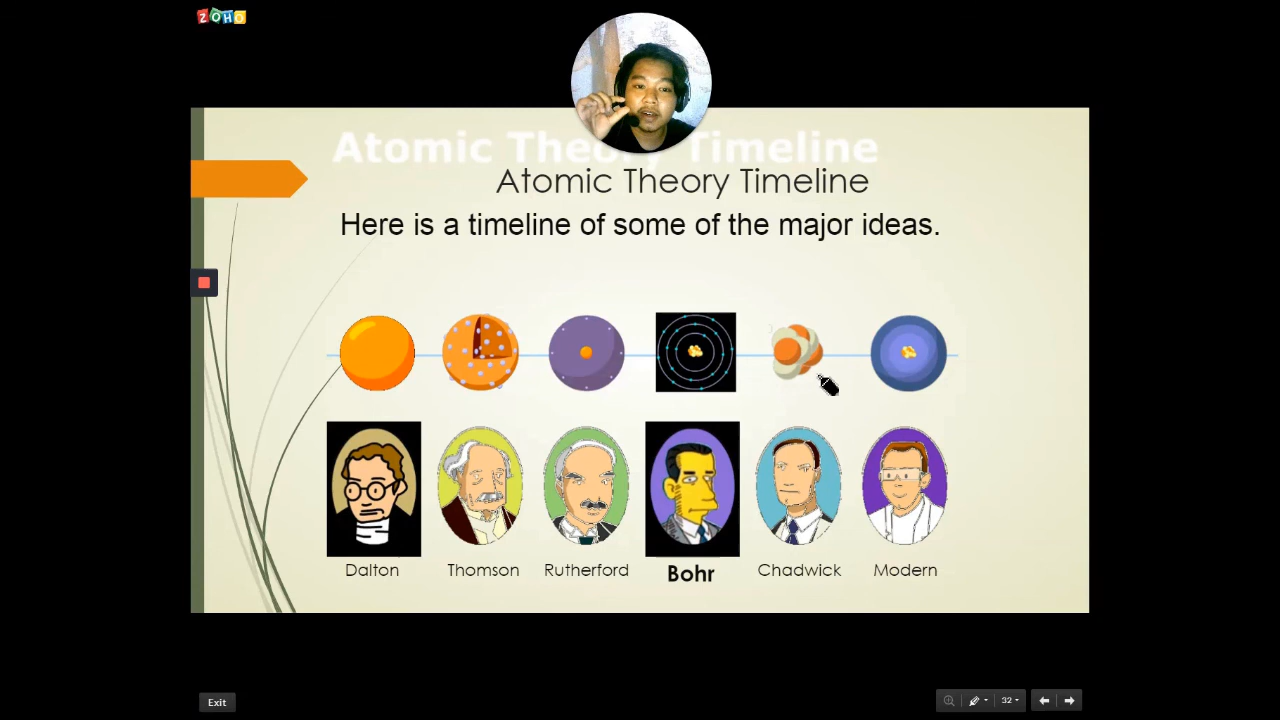 ZOHO
Atomic Theory Timeline
Atomic Theory Timeline
Here is a timeline of some of the major ideas.
Dalton Thomson Rutherford Bohr Chadwick Modern
Exit
32